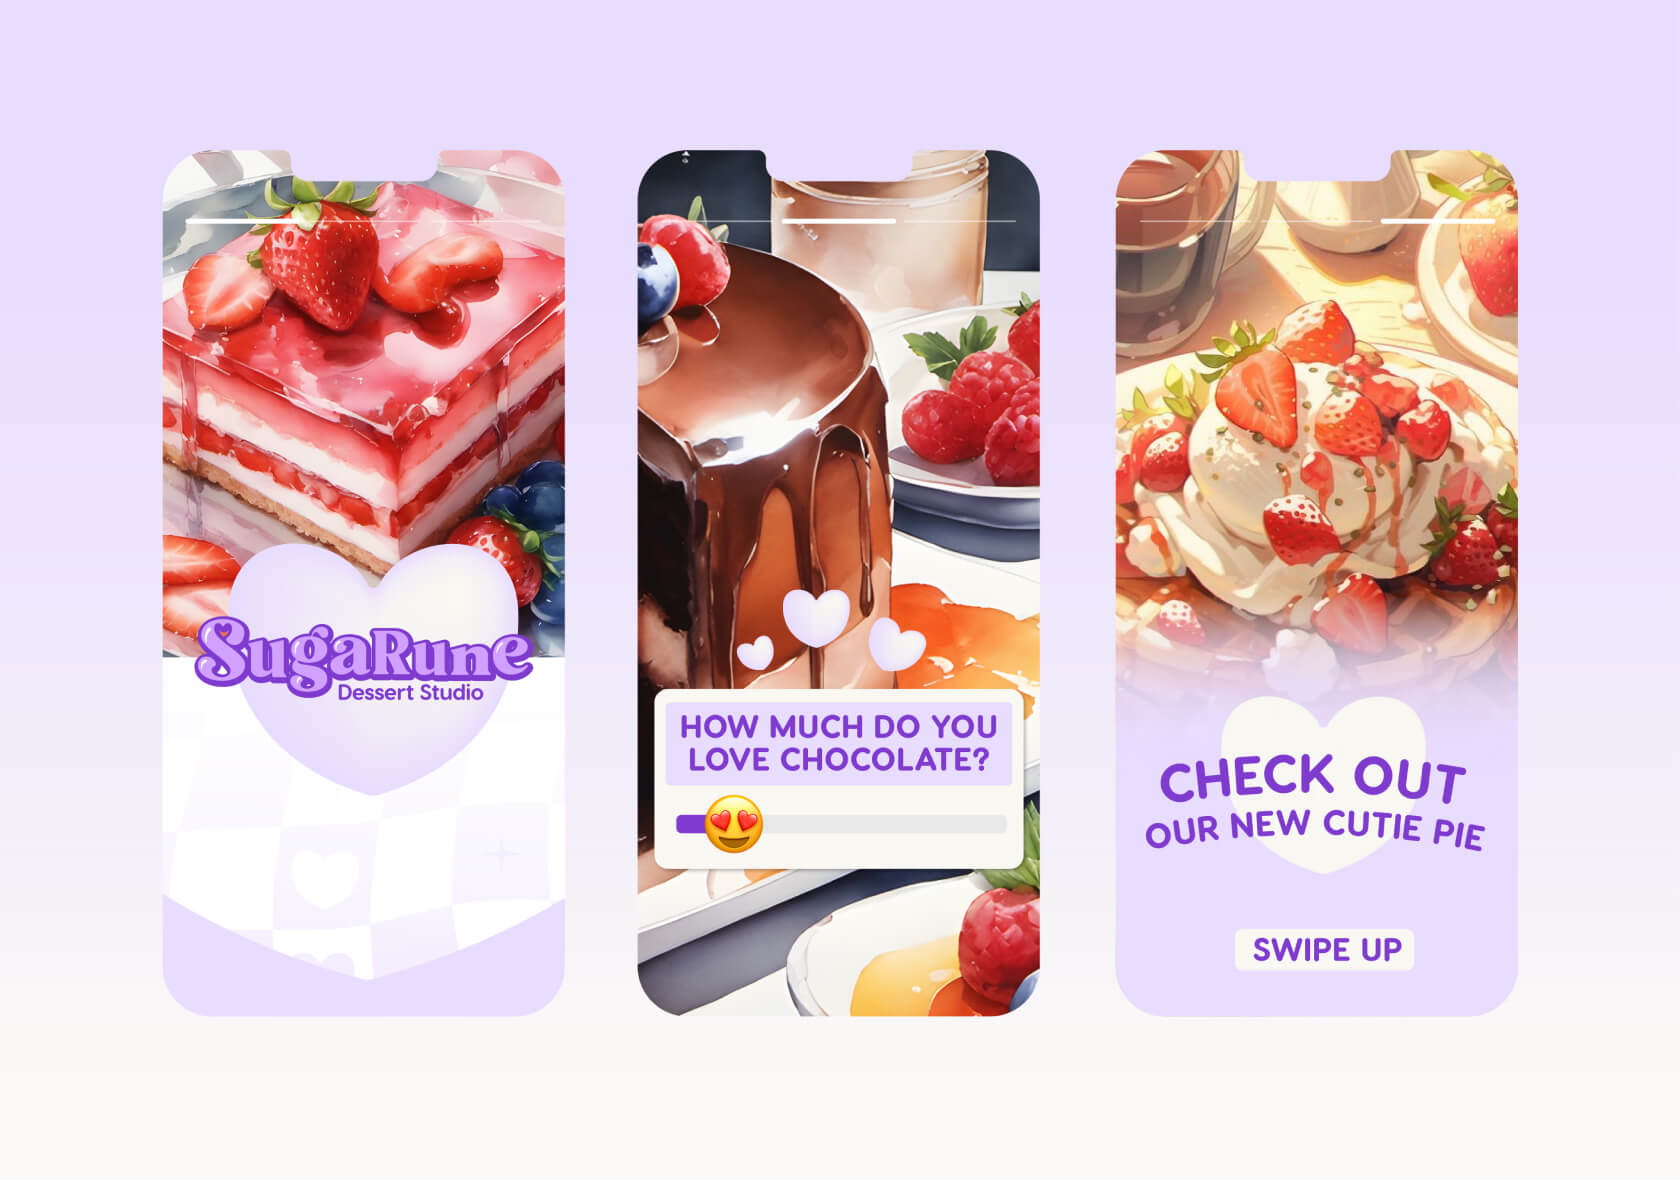 SugaRune
Dessert Studio
HOW MUCH DO YOU
LOVE CHOCOLATE?
CHECK OUT
OUR NEW CUTIE PIE
SWIPE UP